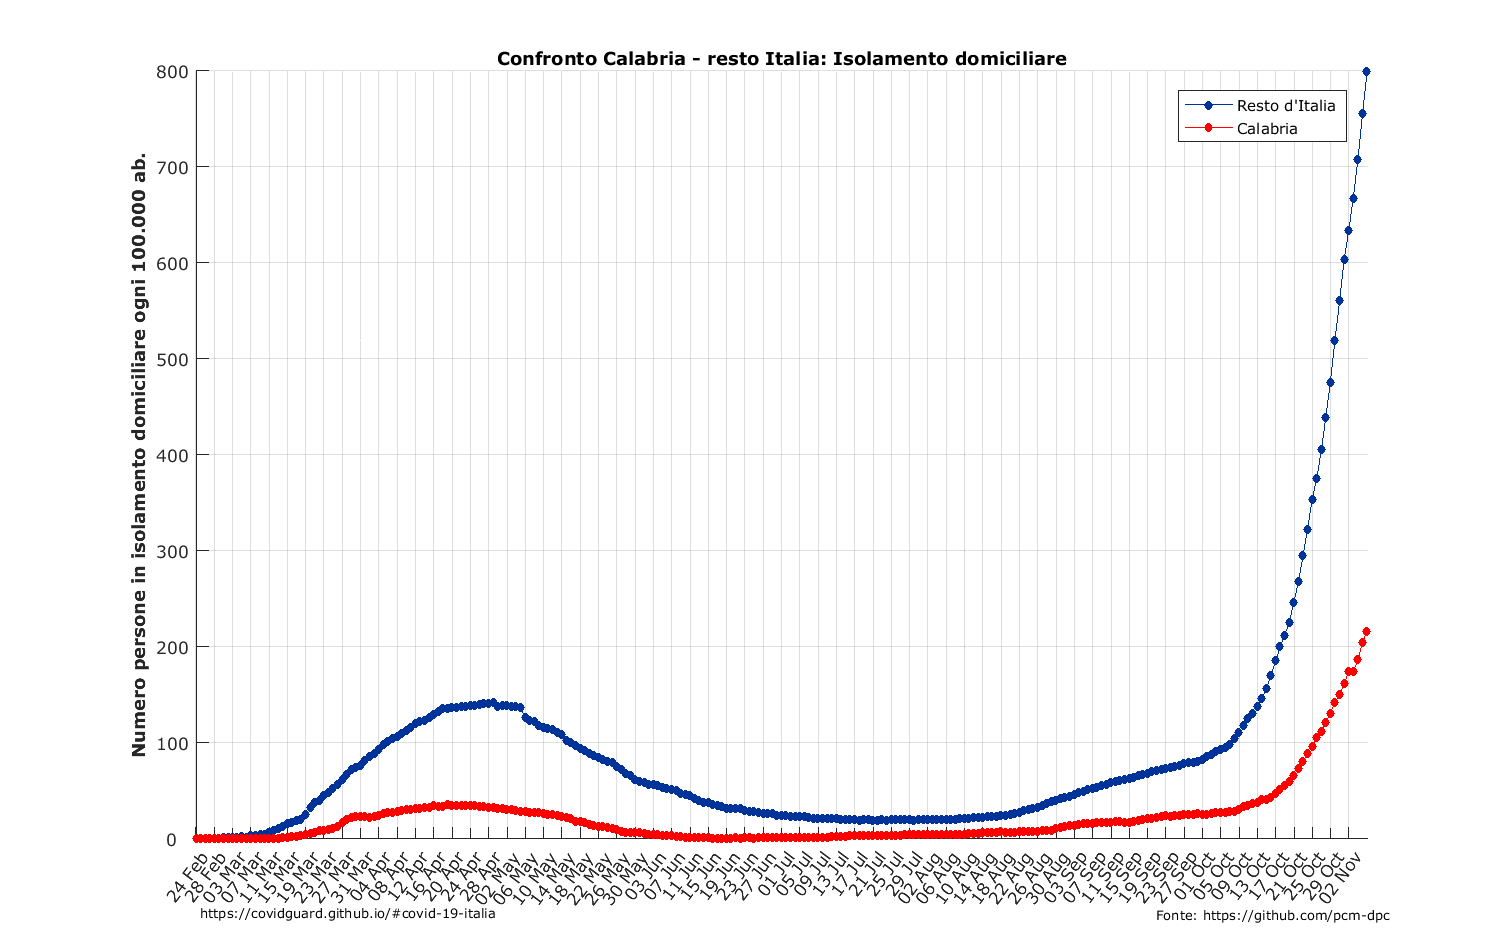 Confronto Calabria - resto Italia: Isolamento domiciliare
Numero persone in isolamento domiciliare ogni 100.000 ab.
800
700
600
500
400
300
200
100
0
Resto d'Italia
Calabria
24 Feb
28 Feb
03 Mar
07 Mar
11 Mar
15 Mar
19 Mar
23 Mar
27 Mar
31 Mar
04 Apr
08 Apr
12 Apr
16 Apr
20 Apr
24 Apr
28 Apr
02 May
06 May
10 May
14 May
18 May
22 May
26 May
30 May
03 Jun
07 Jun
11 Jun
15 Jun
19 Jun
23 Jun
27 Jun
01 Jul
05 Jul
09 Jul
13 Jul
17 Jul
21 Jul
25 Jul
29 Jul
02 Aug
06 Aug
10 Aug
14 Aug
18 Aug
22 Aug
26 Aug
30 Aug
03 Sep
07 Sep
11 Sep
15 Sep
19 Sep
23 Sep
27 Sep
01 Oct
05 Oct
09 Oct
13 Oct
17 Oct
21 Oct
25 Oct
29 Oct
02 Nov
https://covidguard.github.io/#covid-19-italia
Fonte: https://github.com/pcm-dpc